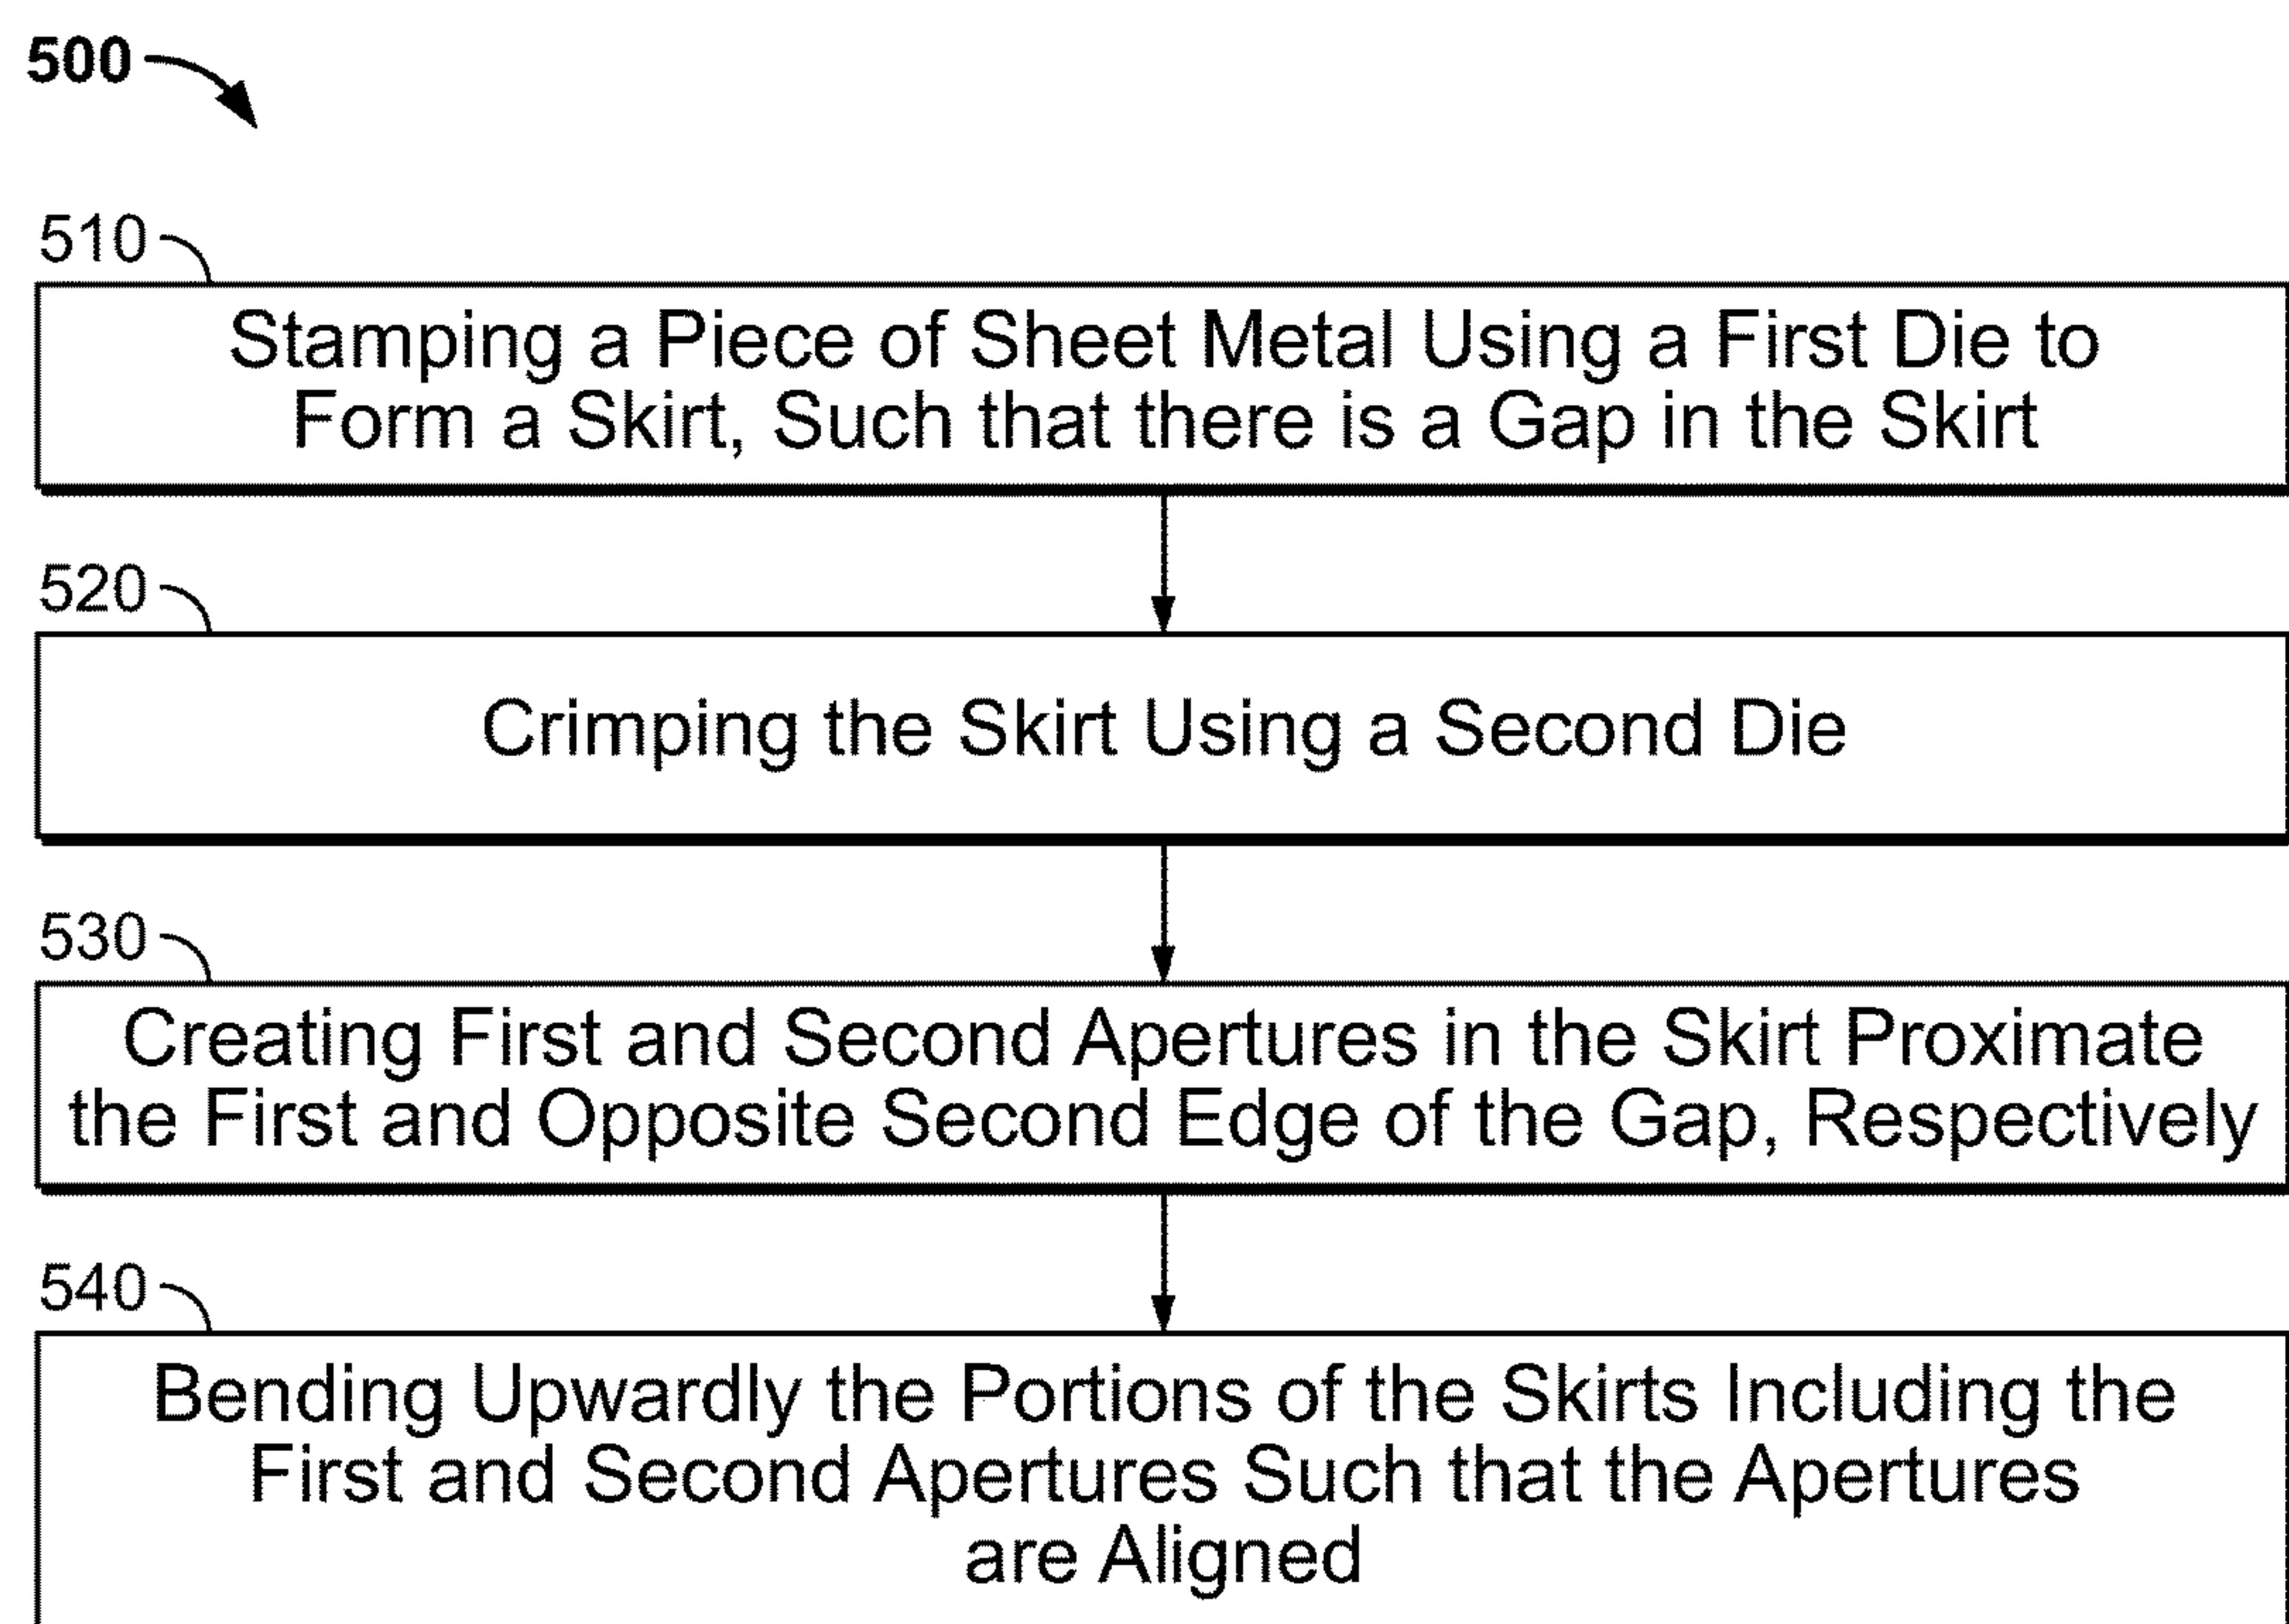 500
510
Stamping a Piece of Sheet Metal Using a First Die to
Form a Skirt, Such that there is a Gap in the Skirt
520
Crimping the Skirt Using a Second Die
530
Creating First and Second Apertures in the Skirt Proximate
the First and Opposite Second Edge of the Gap, Respectively
540
Bending Upwardly the Portions of the Skirts Including the
First and Second Apertures Such that the Apertures
are Aligned